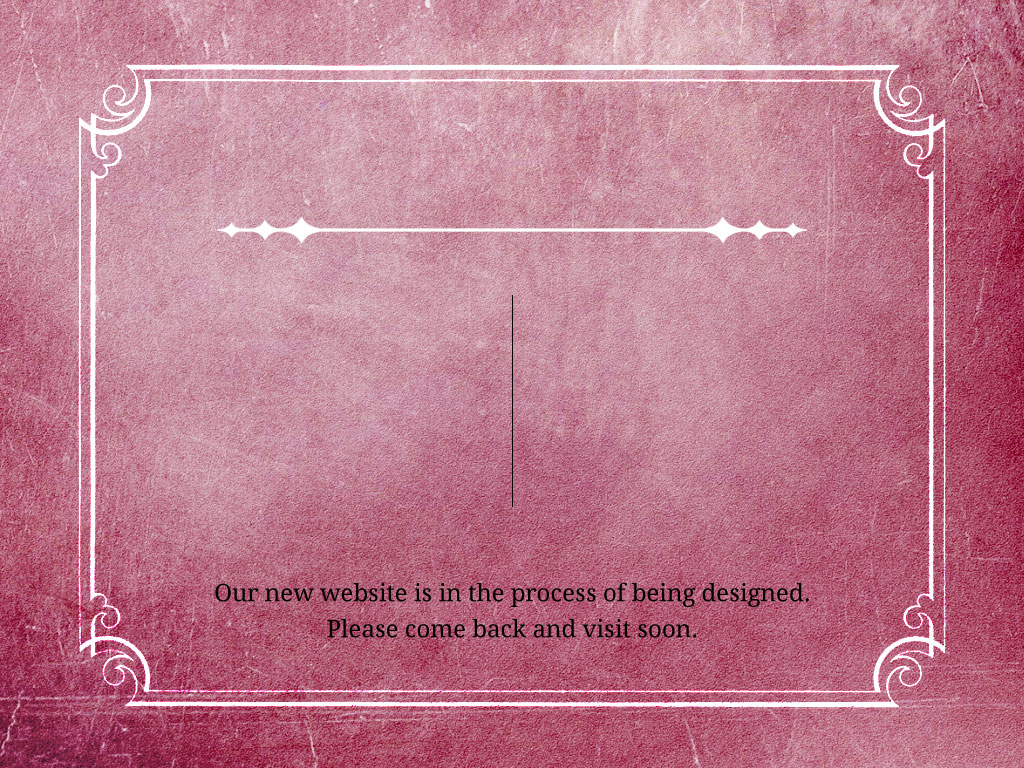 Our new website is in the process of being designed.
Please come back and visit soon.